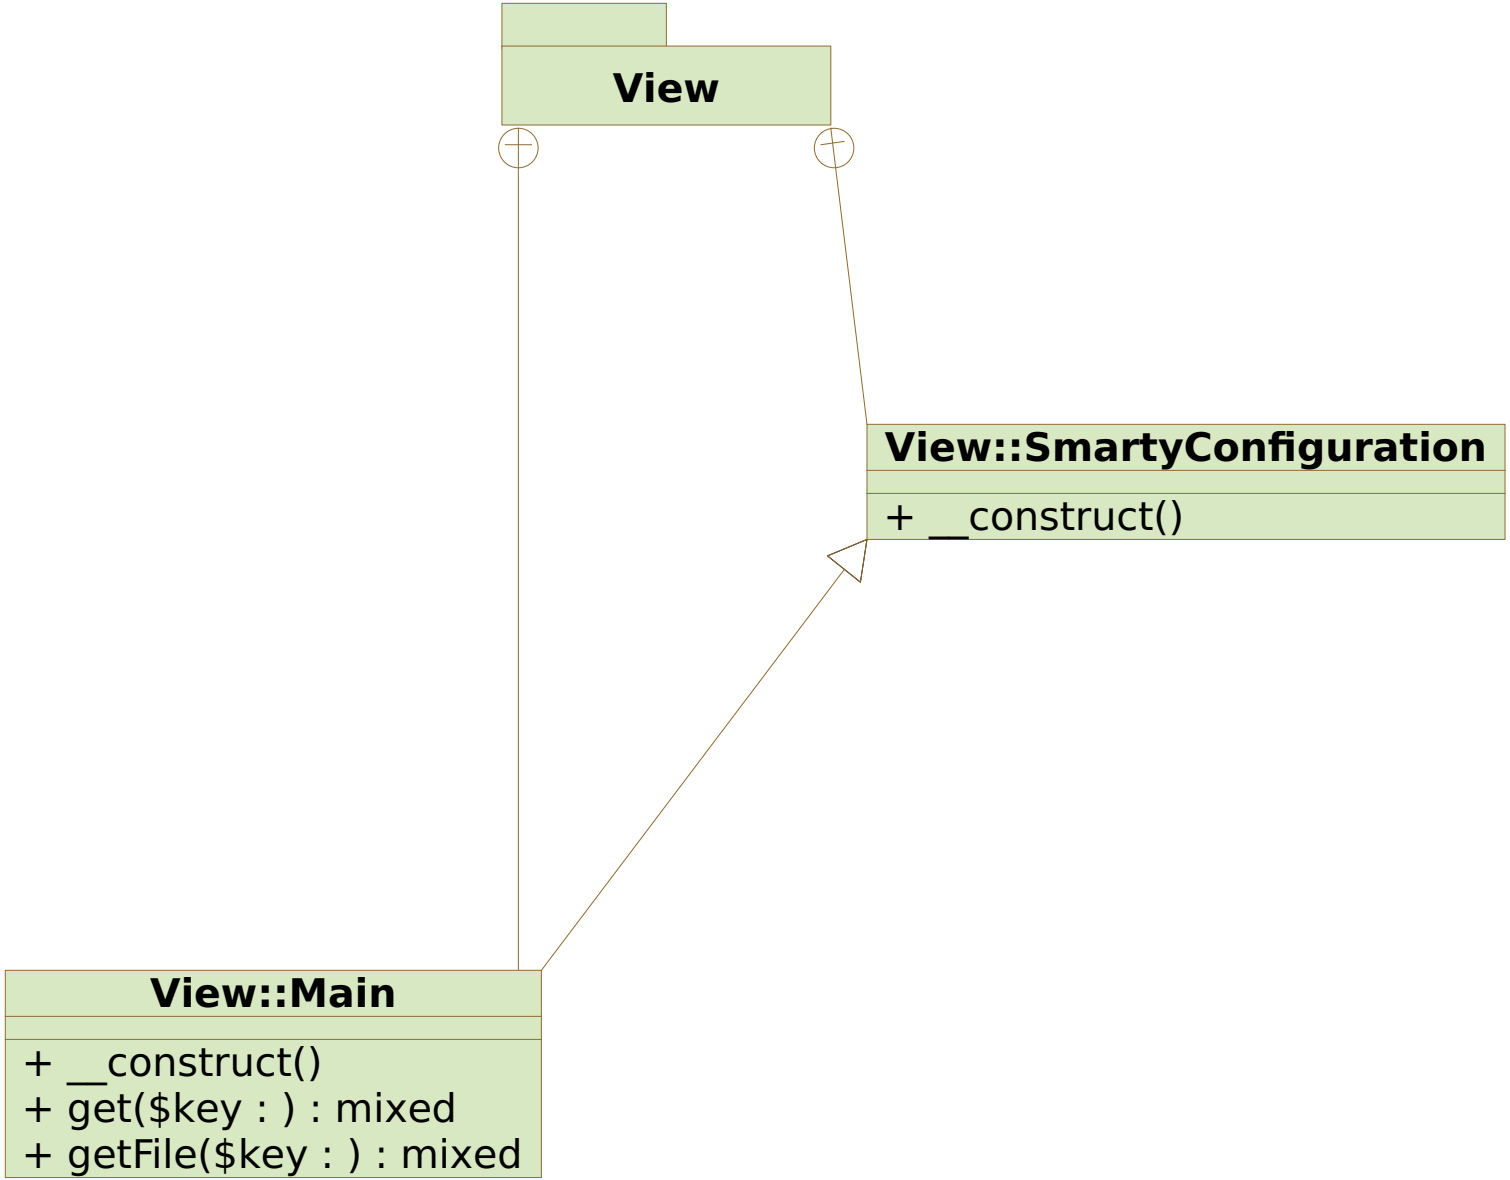 View
View::SmartyConfiguration
+ __construct()
View::Main
+ __construct()
+ get($key : ) : mixed
+ getFile($key : ) : mixed